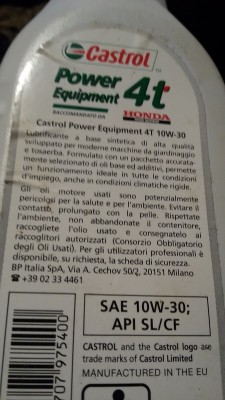 Castrol
Power
Equipment 4t
RACCOMANDATO DA HONDA
Castrol Power Equipment 4T 10W-30
Lubrificante a base sintetica di alta qualità
sviluppato per moderne macchine da giardinaggio
e tosaerba. Formulato con un pacchetto accurata-
mente selezionato di oli base ed additivi, permette
un funzionamento ideale in tutte le condizioni
d'impiego, anche in condizioni climatiche rigide.
Gli oli motore usati sono potenzialmente
pericolosi per la salute e per l'ambiente. Evitare il
contatto, prolungato con la pelle. Rispettate
l'ambiente, non abbandonate il contenitore,
raccogliete l'olio usato e consegnatelo ai
raccoglitori autorizzati (Consorzio Obbligatorio
degli Oli Usati). Per gli utilizzatori professionali è
disponibile, su richiesta, la scheda di sicurezza.
BP Italia SpA, Via A. Cechov 50/2, 20151 Milano
☎ +39 02 33 4461
SAE 10W-30;
API SL/CF
CASTROL and the Castrol logo are
trade marks of Castrol Limited
MANUFACTURED IN THE EU
707 975400